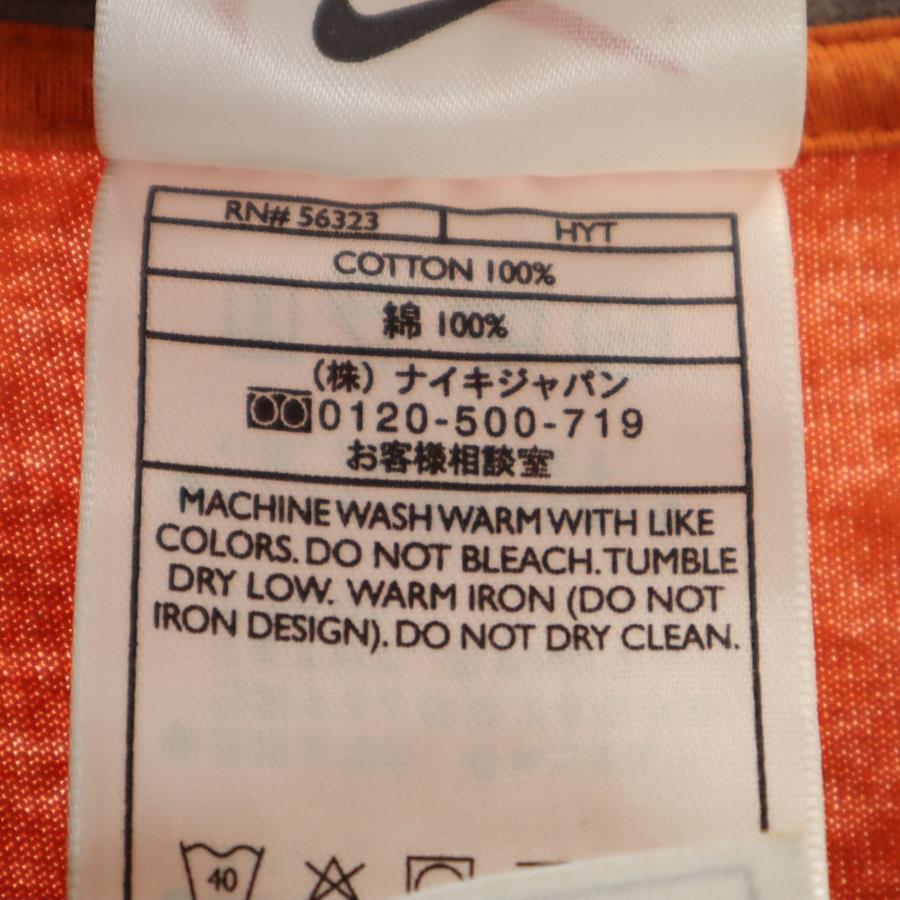 RN# 56323 HYT
COTTON 100%
綿 100%
(株) ナイキジャパン
0120-500-719
お客様相談室
MACHINE WASH WARM WITH LIKE
COLORS. DO NOT BLEACH. TUMBLE
DRY LOW. WARM IRON (DO NOT
IRON DESIGN). DO NOT DRY CLEAN.
40